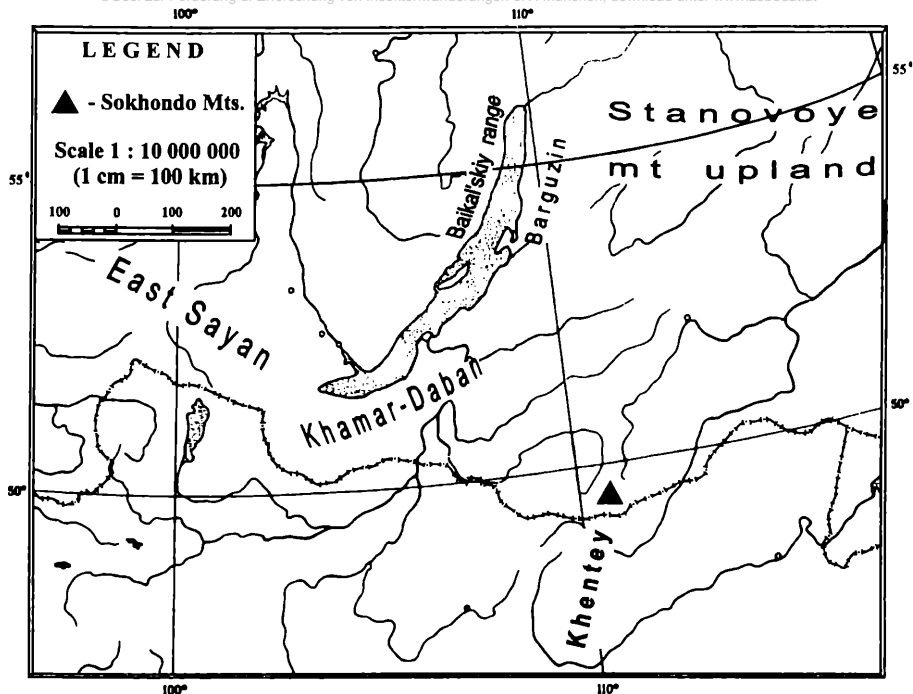 100°
110°
LEGEND
- Sokhondo Mts.
Scale 1 : 10 000 000
(1 cm = 100 km)
100 0 100 200
55°
55°
Stanovoye
mt upland
Baikal'skiy range
Barguzin
East Sayan
Khamar-Daban
50°
50°
Khentey
100°
110°